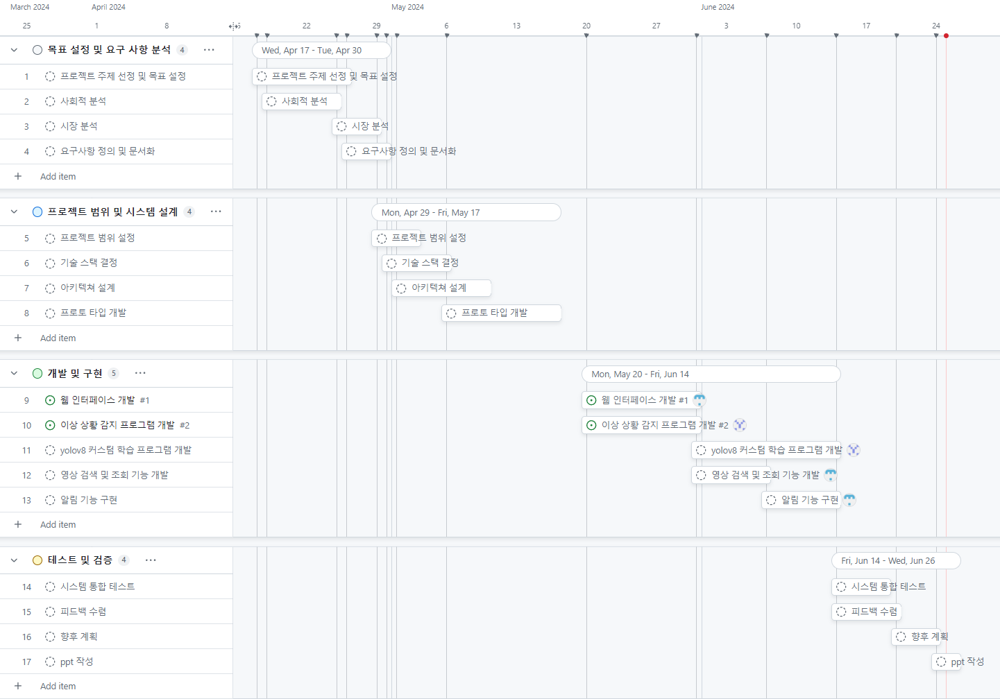 March 2024 April 2024 May 2024 June 2024
25 1 8 5 22 29 6 13 20 27 3 10 17 24
목표 설정 및 요구 사항 분석 4 ··· Wed, Apr 17 - Tue, Apr 30
1 프로젝트 주제 선정 및 목표 설정 프로젝트 주제 선정 및 목표 설정
2 사회적 분석 사회적 분석
3 시장 분석 시장 분석
4 요구사항 정의 및 문서화 요구사항 정의 및 문서화
+ Add item
프로젝트 범위 및 시스템 설계 4 ··· Mon, Apr 29 - Fri, May 17
5 프로젝트 범위 설정 프로젝트 범위 설정
6 기술 스택 결정 기술 스택 결정
7 아키텍쳐 설계 아키텍쳐 설계
8 프로토 타입 개발 프로토 타입 개발
+ Add item
개발 및 구현 5 ··· Mon, May 20 - Fri, Jun 14
9 웹 인터페이스 개발 #1 웹 인터페이스 개발 #1
10 이상 상황 감지 프로그램 개발 #2 이상 상황 감지 프로그램 개발 #2
11 yolov8 커스텀 학습 프로그램 개발 yolov8 커스텀 학습 프로그램 개발
12 영상 검색 및 조회 기능 개발 영상 검색 및 조회 기능 개발
13 알림 기능 구현 알림 기능 구현
+ Add item
테스트 및 검증 4 ··· Fri, Jun 14 - Wed, Jun 26
14 시스템 통합 테스트 시스템 통합 테스트
15 피드백 수렴 피드백 수렴
16 향후 계획 향후 계획
17 ppt 작성 ppt 작성
+ Add item